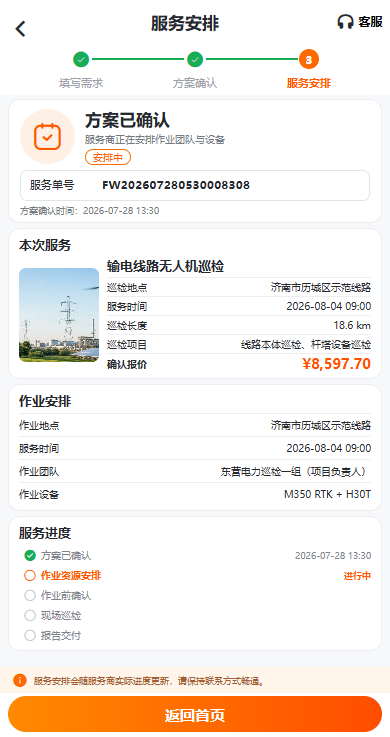 服务安排
客服
3
填写需求
方案确认
服务安排
方案已确认
服务商正在安排作业团队与设备
安排中
服务单号 FW202607280530008308
方案确认时间：2026-07-28 13:30
本次服务
输电线路无人机巡检
巡检地点 济南市历城区示范线路
服务时间 2026-08-04 09:00
巡检长度 18.6 km
巡检项目 线路本体巡检、杆塔设备巡检
确认报价 ¥8,597.70
作业安排
作业地点 济南市历城区示范线路
服务时间 2026-08-04 09:00
作业团队 东营电力巡检一组（项目负责人）
作业设备 M350 RTK + H30T
服务进度
方案已确认 2026-07-28 13:30
作业资源安排 进行中
作业前确认
现场巡检
报告交付
服务安排会随服务商实际进度更新，请保持联系方式畅通。
返回首页